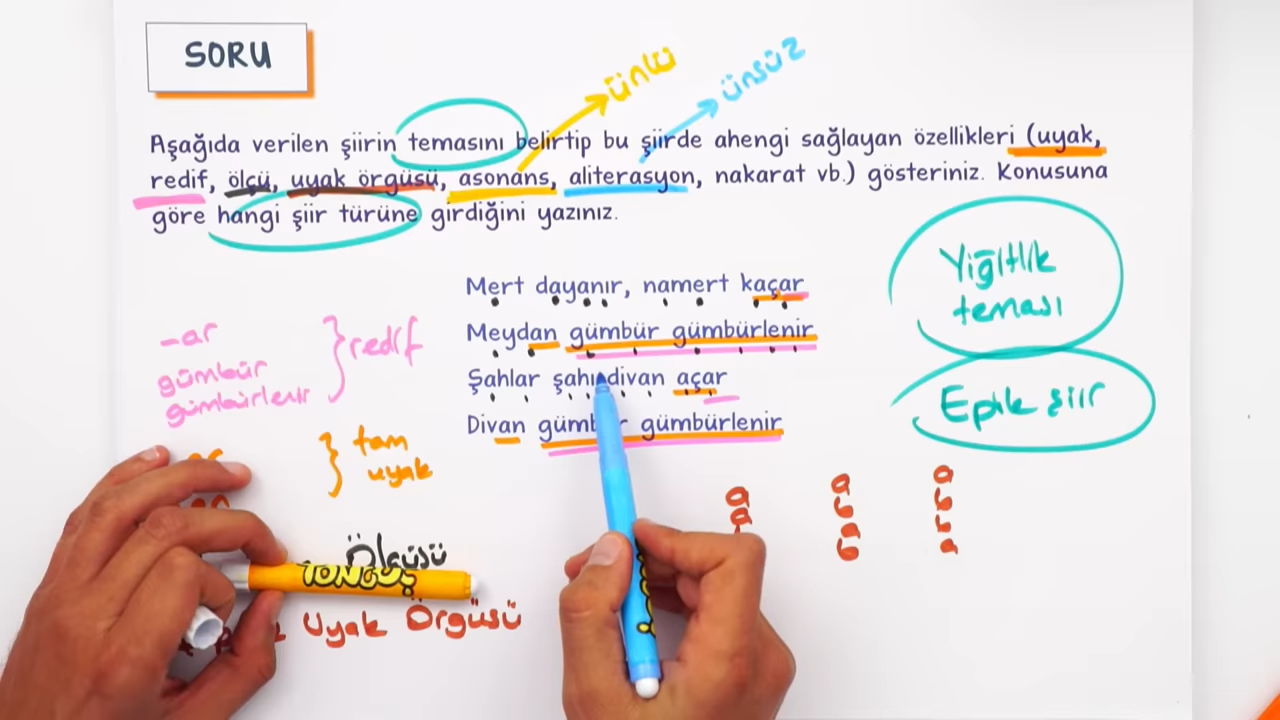 SORU
ünlü
ünsüz
Aşağıda verilen şiirin temasını belirtip bu şiirde ahengi sağlayan özellikleri (uyak,
redif, ölçü, uyak örgüsü, asonans, aliterasyon, nakarat vb.) gösteriniz. Konusuna
göre hangi şiir türüne girdiğini yazınız.
Mert dayanır, namert kaçar
Meydan gümbür gümbürlenir
Şahlar şahı divan açar
Divan gümbür gümbürlenir
Yiğitlik
teması
Epik şiir
-ar
gümbür
gümbürlenir
redif
tam
uyak
Ölçüsü
TONGUÇ
Uyak Örgüsü
a
a
a
b
a
b
a
b
b
a